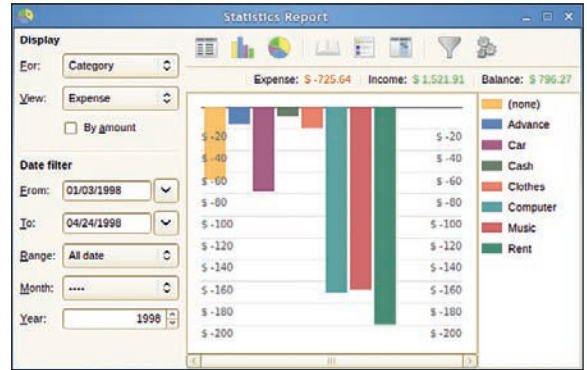 Statistics Report
Display
For: Category
View: Expense
By amount
Date filter
From: 01/03/1998
To: 04/24/1998
Range: All date
Month: ----
Year: 1998
Expense: $ -725.64 Income: $ 1,521.91 Balance: $ 796.27
$ -20 $ -20
$ -40 $ -40
$ -60 $ -60
$ -80 $ -80
$ -100 $ -100
$ -120 $ -120
$ -140 $ -140
$ -160 $ -160
$ -180 $ -180
$ -200 $ -200
(none)
Advance
Car
Cash
Clothes
Computer
Music
Rent